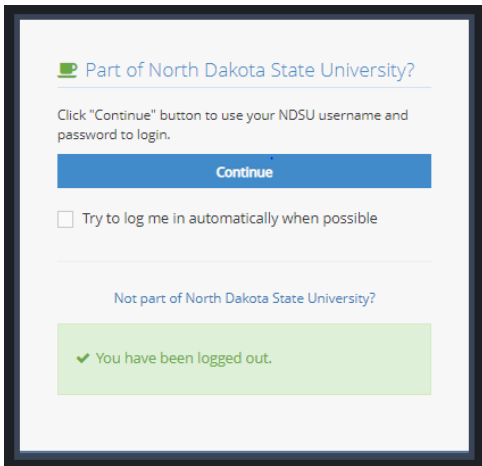 Part of North Dakota State University?
Click "Continue" button to use your NDSU username and
password to login.
Continue
Try to log me in automatically when possible
Not part of North Dakota State University?
You have been logged out.